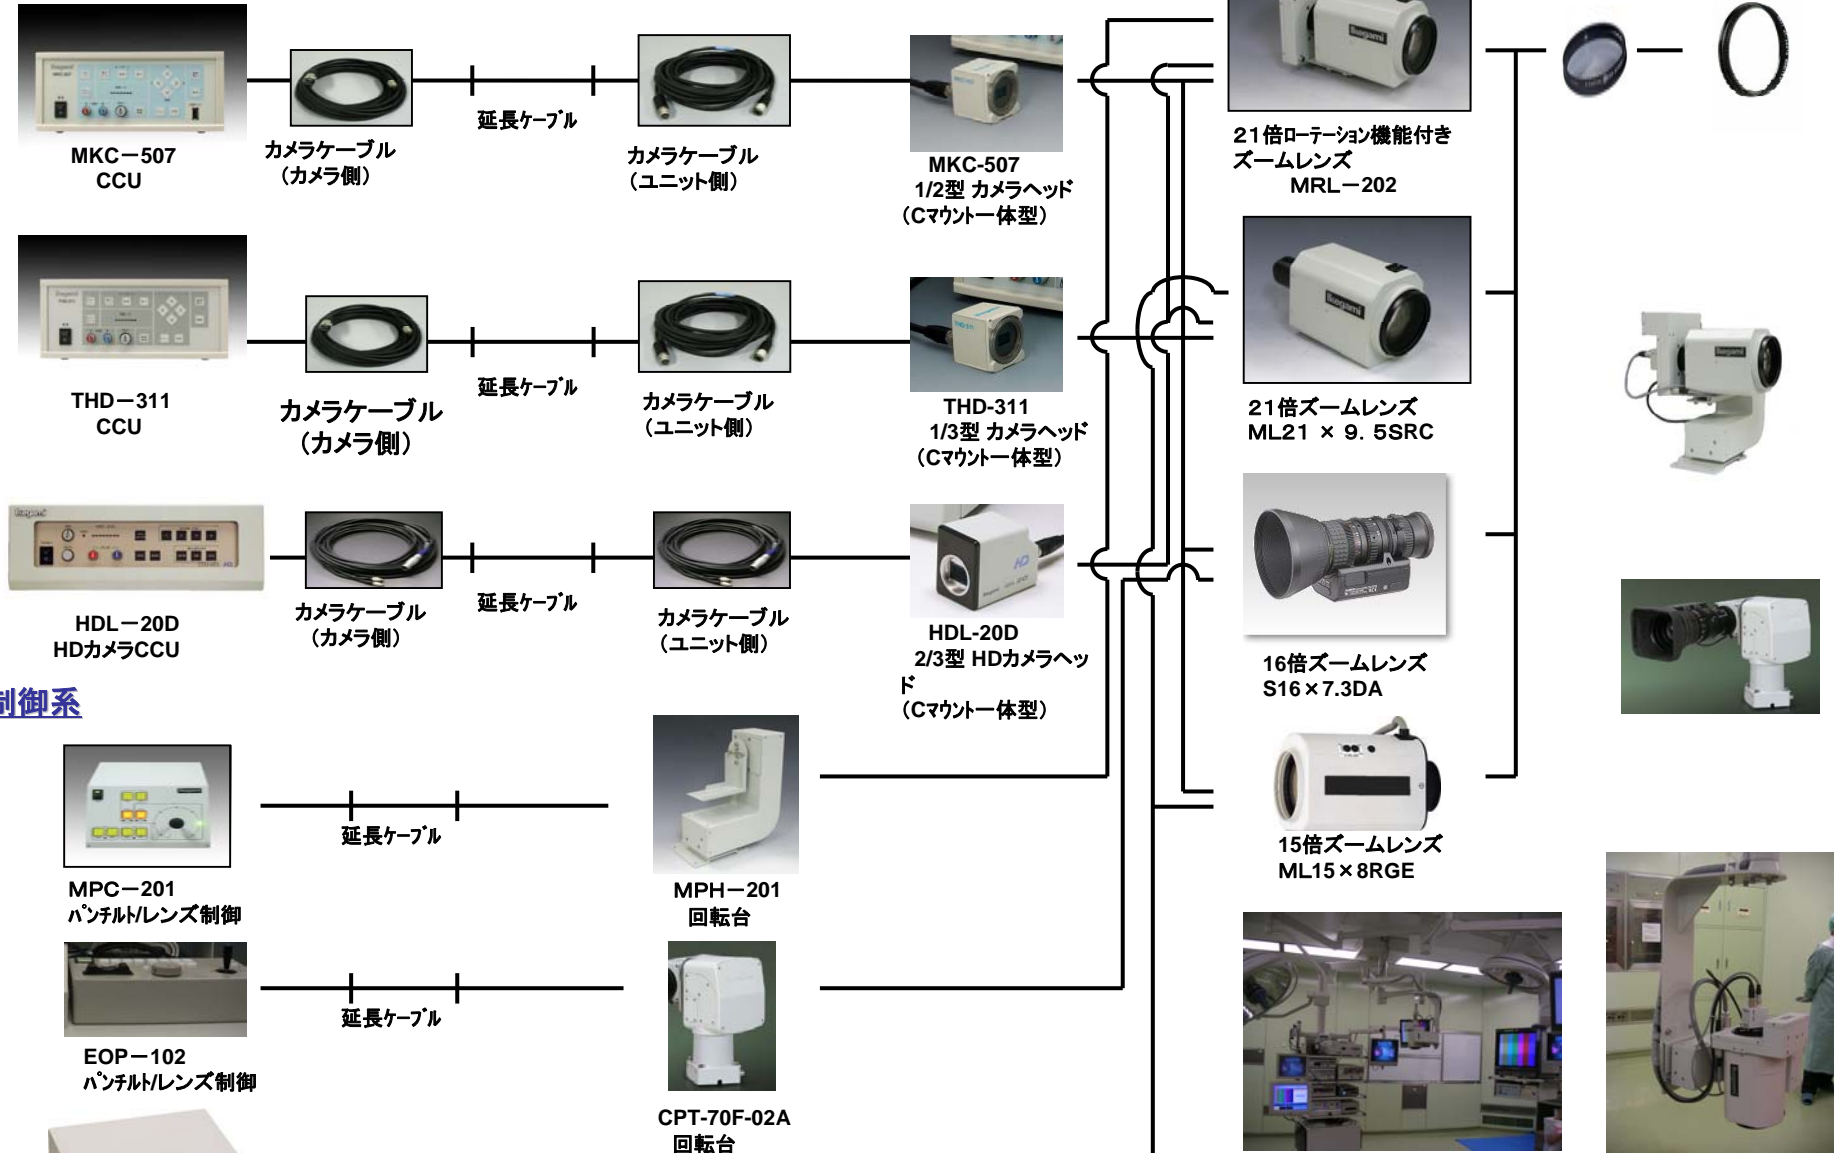 Ikegami
MKC－507
CCU
カメラケーブル
（カメラ側）
延長ケーブル
カメラケーブル
（ユニット側）
MKC-507
1/2型 カメラヘッド
（Cマウント一体型）
21倍ローテーション機能付き
ズームレンズ
MRL－202
THD－311
CCU
カメラケーブル
（カメラ側）
延長ケーブル
カメラケーブル
（ユニット側）
THD-311
1/3型 カメラヘッド
（Cマウント一体型）
Ikegami
21倍ズームレンズ
ML21 × 9．5SRC
Ikegami
HDL－20D
HDカメラCCU
カメラケーブル
（カメラ側）
延長ケーブル
カメラケーブル
（ユニット側）
HD
HDL-20D
2/3型 HDカメラヘッ
ド
（Cマウント一体型）
16倍ズームレンズ
S16×7.3DA
制御系
MPC－201
パンチルト/レンズ制御
延長ケーブル
MPH－201
回転台
15倍ズームレンズ
ML15×8RGE
EOP－102
パンチルト/レンズ制御
延長ケーブル
CPT-70F-02A
回転台